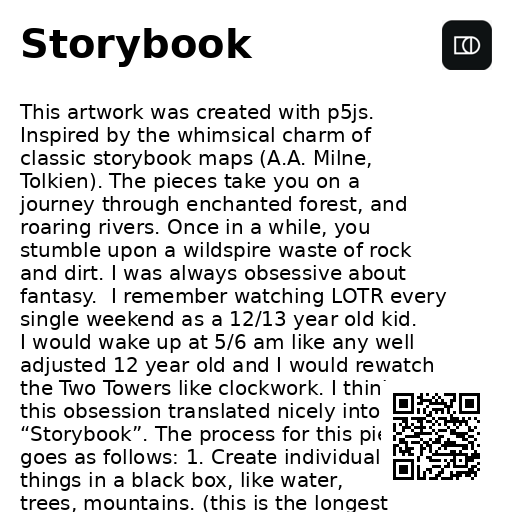 Storybook
This artwork was created with p5js.
Inspired by the whimsical charm of
classic storybook maps (A.A. Milne,
Tolkien). The pieces take you on a
journey through enchanted forest, and
roaring rivers. Once in a while, you
stumble upon a wildspire waste of rock
and dirt. I was always obsessive about
fantasy.  I remember watching LOTR every
single weekend as a 12/13 year old kid.
I would wake up at 5/6 am like any well
adjusted 12 year old and I would rewatch
the Two Towers like clockwork. I thin
this obsession translated nicely into
“Storybook”. The process for this pie
goes as follows: 1. Create individual
things in a black box, like water,
trees, mountains. (this is the longest